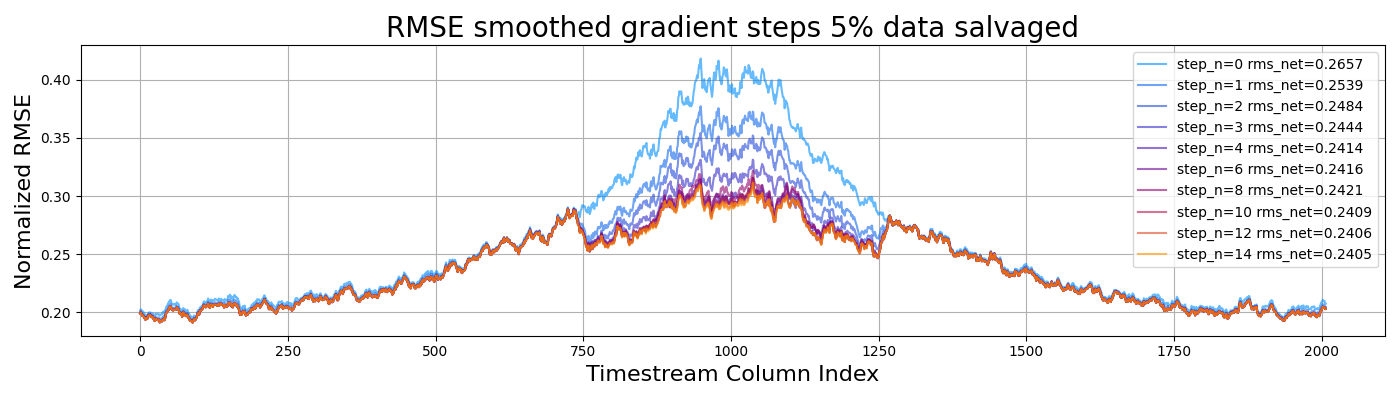 RMSE smoothed gradient steps 5% data salvaged
Normalized RMSE
0.40
0.35
0.30
0.25
0.20
step_n=0 rms_net=0.2657
step_n=1 rms_net=0.2539
step_n=2 rms_net=0.2484
step_n=3 rms_net=0.2444
step_n=4 rms_net=0.2414
step_n=6 rms_net=0.2416
step_n=8 rms_net=0.2421
step_n=10 rms_net=0.2409
step_n=12 rms_net=0.2406
step_n=14 rms_net=0.2405
0 250 500 750 1000 1250 1500 1750 2000
Timestream Column Index